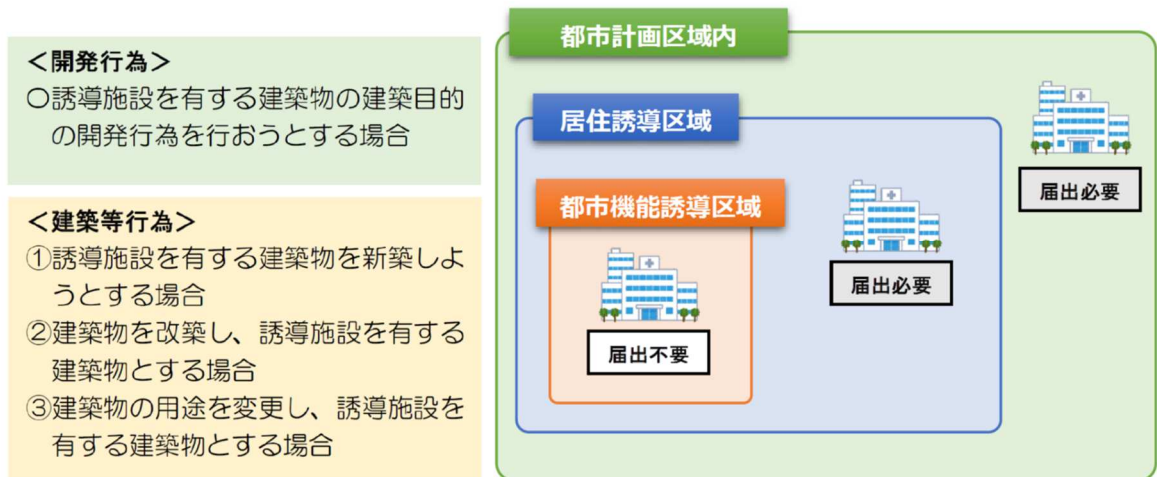 ＜開発行為＞
〇誘導施設を有する建築物の建築目的
の開発行為を行おうとする場合
＜建築等行為＞
①誘導施設を有する建築物を新築しよ
うとする場合
②建築物を改築し、誘導施設を有する
建築物とする場合
③建築物の用途を変更し、誘導施設を
有する建築物とする場合
都市計画区域内
居住誘導区域
都市機能誘導区域
届出必要
届出必要
届出不要